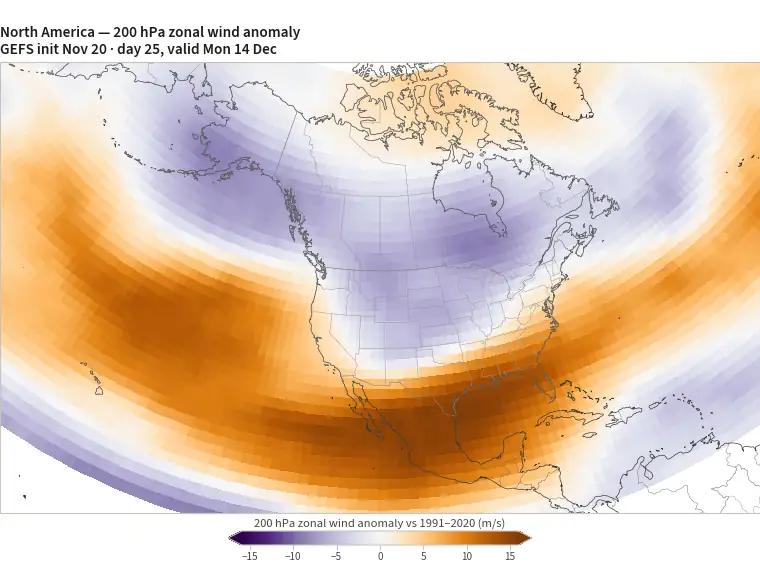 North America — 200 hPa zonal wind anomaly
GEFS init Nov 20 · day 25, valid Mon 14 Dec
200 hPa zonal wind anomaly vs 1991–2020 (m/s)
−15 −10 −5 0 5 10 15